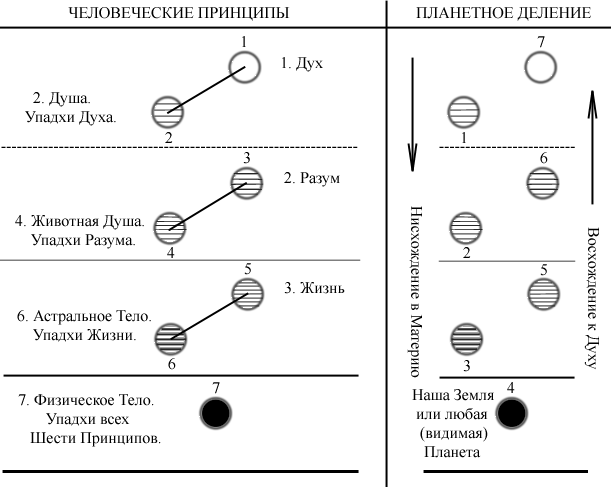 ЧЕЛОВЕЧЕСКИЕ ПРИНЦИПЫ
1
1. Дух
2. Душа.
Упадхи Духа.
2
3
2. Разум
4. Животная Душа.
Упадхи Разума.
4
5
3. Жизнь
6. Астральное Тело.
Упадхи Жизни.
6
7
7. Физическое Тело.
Упадхи всех
Шести Принципов.
ПЛАНЕТНОЕ ДЕЛЕНИЕ
7
1
6
2
5
3
4
Нисхождение в Материю
Восхождение к Духу
Наша Земля
или любая
(видимая)
Планета